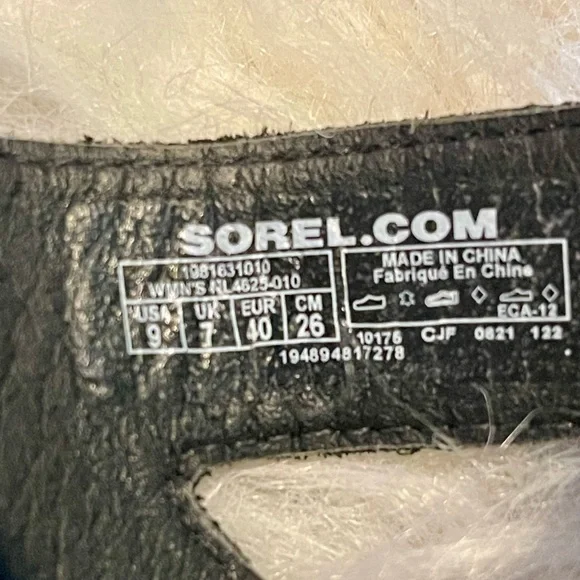 SOREL.COM
1981631010
WMN'S NL4625-010
USA UK EUR CM
9 7 40 26
MADE IN CHINA
Fabriqué En Chine
ECA-12
10176 CJF 0821 122
194894817278